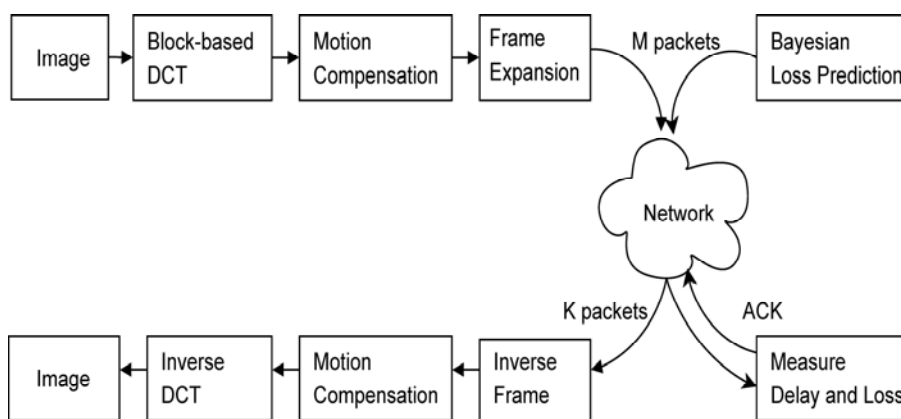 Image
Block-based
DCT
Motion
Compensation
Frame
Expansion
M packets
Bayesian
Loss Prediction
Network
K packets
ACK
Image
Inverse
DCT
Motion
Compensation
Inverse
Frame
Measure
Delay and Loss